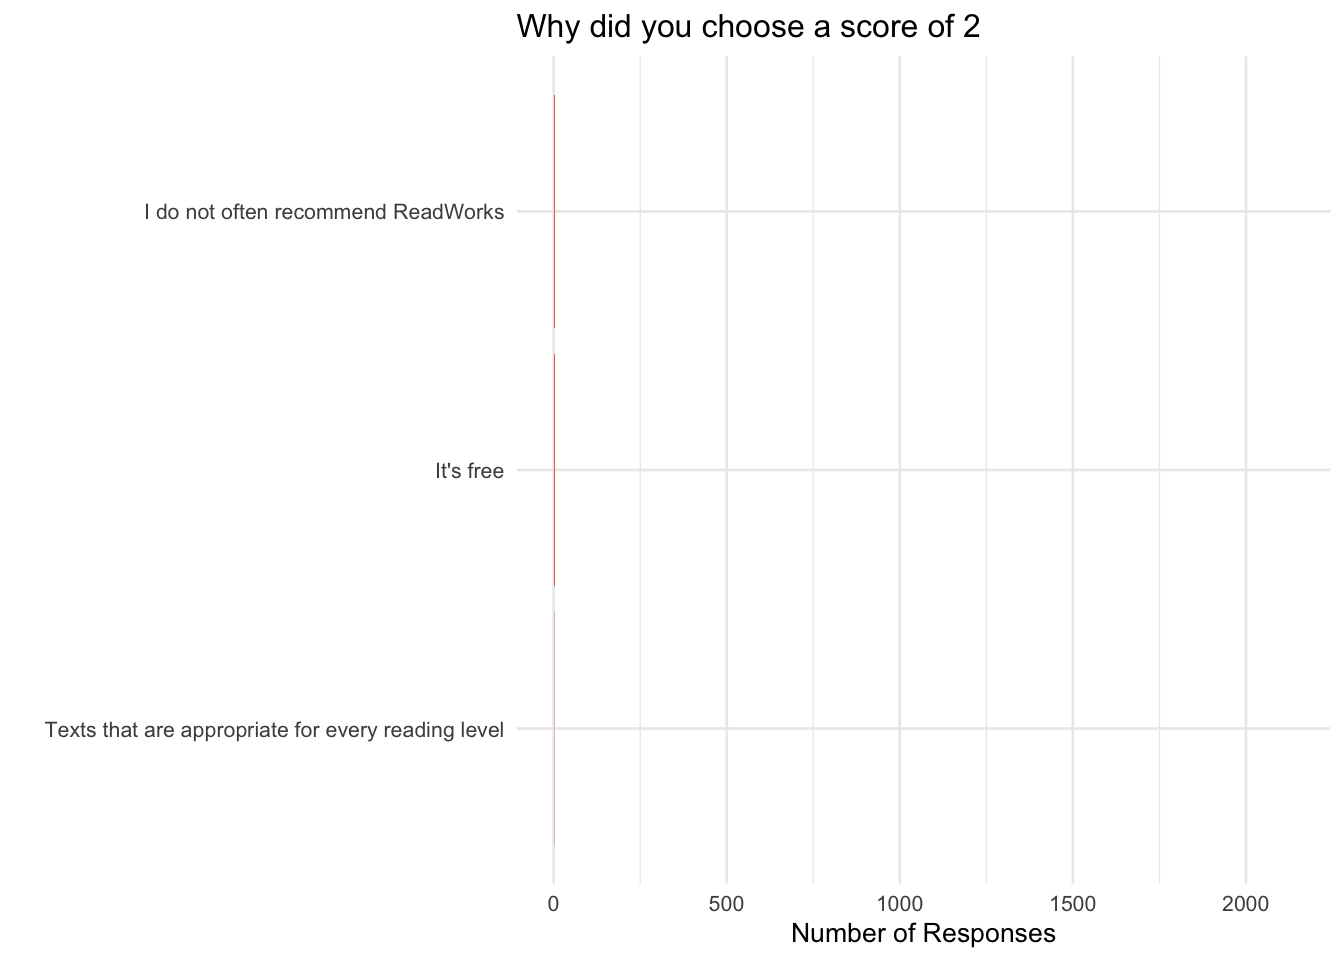 Why did you choose a score of 2
I do not often recommend ReadWorks
It's free
Texts that are appropriate for every reading level
0 500 1000 1500 2000
Number of Responses